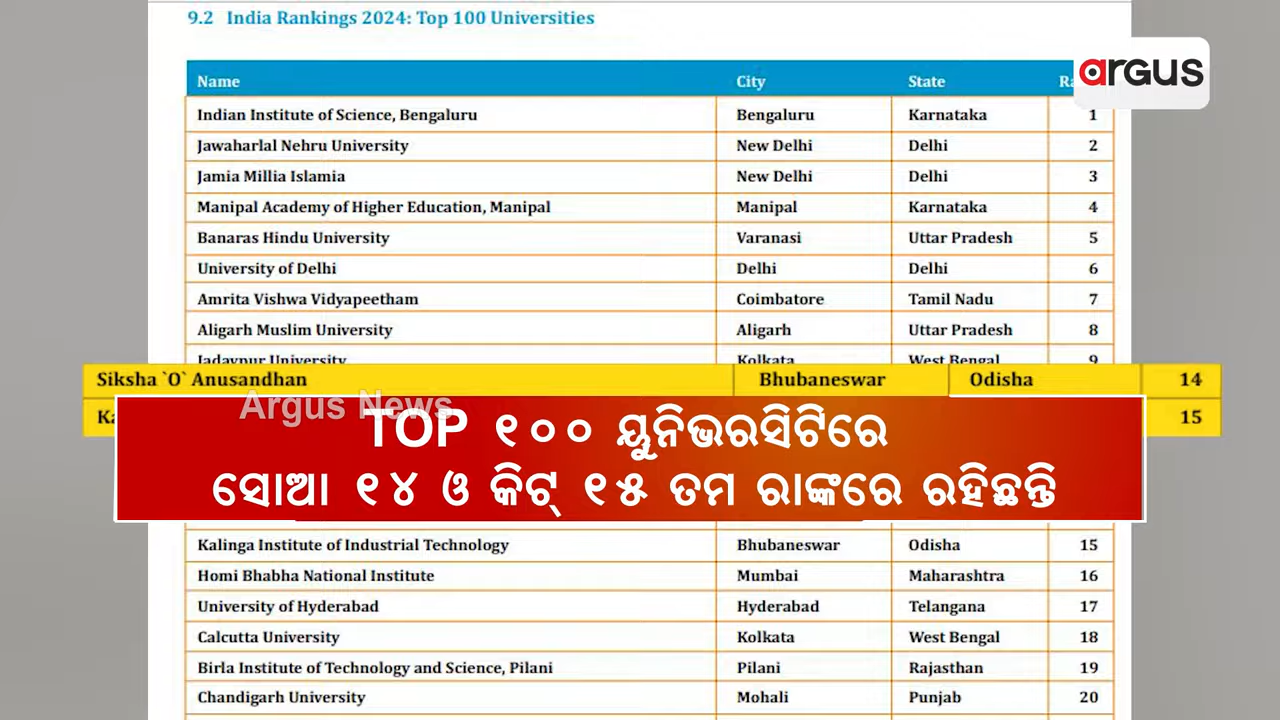 9.2 India Rankings 2024: Top 100 Universities
argus
Name City State
Indian Institute of Science, Bengaluru Bengaluru Karnataka 1
Jawaharlal Nehru University New Delhi Delhi 2
Jamia Millia Islamia New Delhi Delhi 3
Manipal Academy of Higher Education, Manipal Manipal Karnataka 4
Banaras Hindu University Varanasi Uttar Pradesh 5
University of Delhi Delhi Delhi 6
Amrita Vishwa Vidyapeetham Coimbatore Tamil Nadu 7
Aligarh Muslim University Aligarh Uttar Pradesh 8
Jadavpur University Kolkata West Bengal 9
Siksha `O` Anusandhan Bhubaneswar Odisha 14
15
Argus News
TOP ୧୦୦ ୟୁନିଭରସିଟିରେ
ସୋଆ ୧୪ ଓ କିଟ୍ ୧୫ ତମ ରାଙ୍କରେ ରହିଛନ୍ତି
Kalinga Institute of Industrial Technology Bhubaneswar Odisha 15
Homi Bhabha National Institute Mumbai Maharashtra 16
University of Hyderabad Hyderabad Telangana 17
Calcutta University Kolkata West Bengal 18
Birla Institute of Technology and Science, Pilani Pilani Rajasthan 19
Chandigarh University Mohali Punjab 20